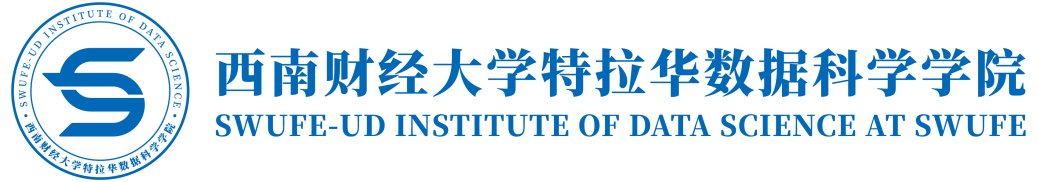 SWUFE-UD INSTITUTE OF DATA SCIENCE
西南财经大学特拉华数据科学学院
西南财经大学特拉华数据科学学院
SWUFE-UD INSTITUTE OF DATA SCIENCE AT SWUFE